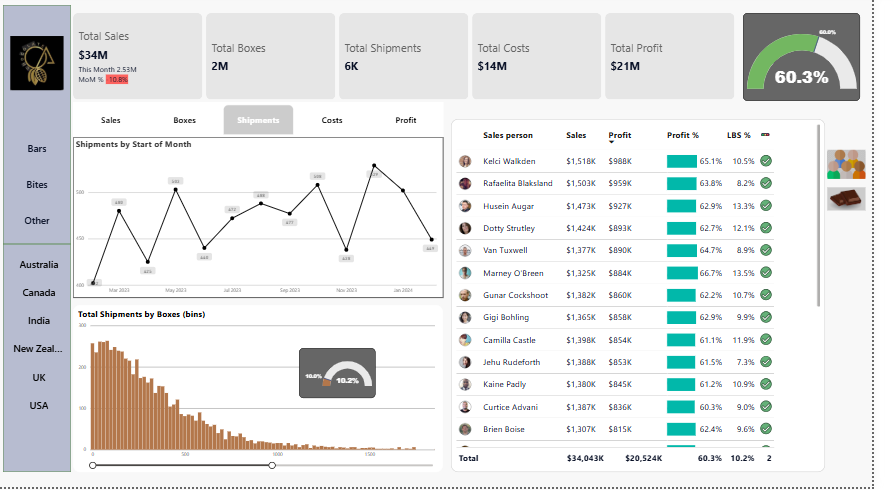 Total Sales
$34M
This Month 2.53M
MoM % -10.8%
Total Boxes
2M
Total Shipments
6K
Total Costs
$14M
Total Profit
$21M
60.0%
60.3%
Sales Boxes Shipments Costs Profit
Bars
Bites
Other
Australia
Canada
India
New Zeal...
UK
USA
Shipments by Start of Month
500
450
400
Mar 2023 May 2023 Jul 2023 Sep 2023 Nov 2023 Jan 2024
Total Shipments by Boxes (bins)
300
200
100
0
0 500 1000 1500
10.0%
10.2%
Sales person Sales Profit Profit % LBS %
Kelci Walkden $1,518K $988K 65.1% 10.5%
Rafaelita Blaksland $1,503K $959K 63.8% 8.2%
Husein Augar $1,473K $927K 62.9% 13.3%
Dotty Strutley $1,424K $893K 62.7% 12.1%
Van Tuxwell $1,377K $890K 64.7% 8.9%
Marney O'Breen $1,325K $884K 66.7% 13.5%
Gunar Cockshoot $1,382K $860K 62.2% 10.7%
Gigi Bohling $1,365K $858K 62.9% 9.9%
Camilla Castle $1,398K $854K 61.1% 11.9%
Jehu Rudeforth $1,388K $853K 61.5% 7.3%
Kaine Padly $1,380K $845K 61.2% 10.9%
Curtice Advani $1,387K $836K 60.3% 9.0%
Brien Boise $1,307K $815K 62.4% 9.6%
Total $34,043K $20,524K 60.3% 10.2% 2